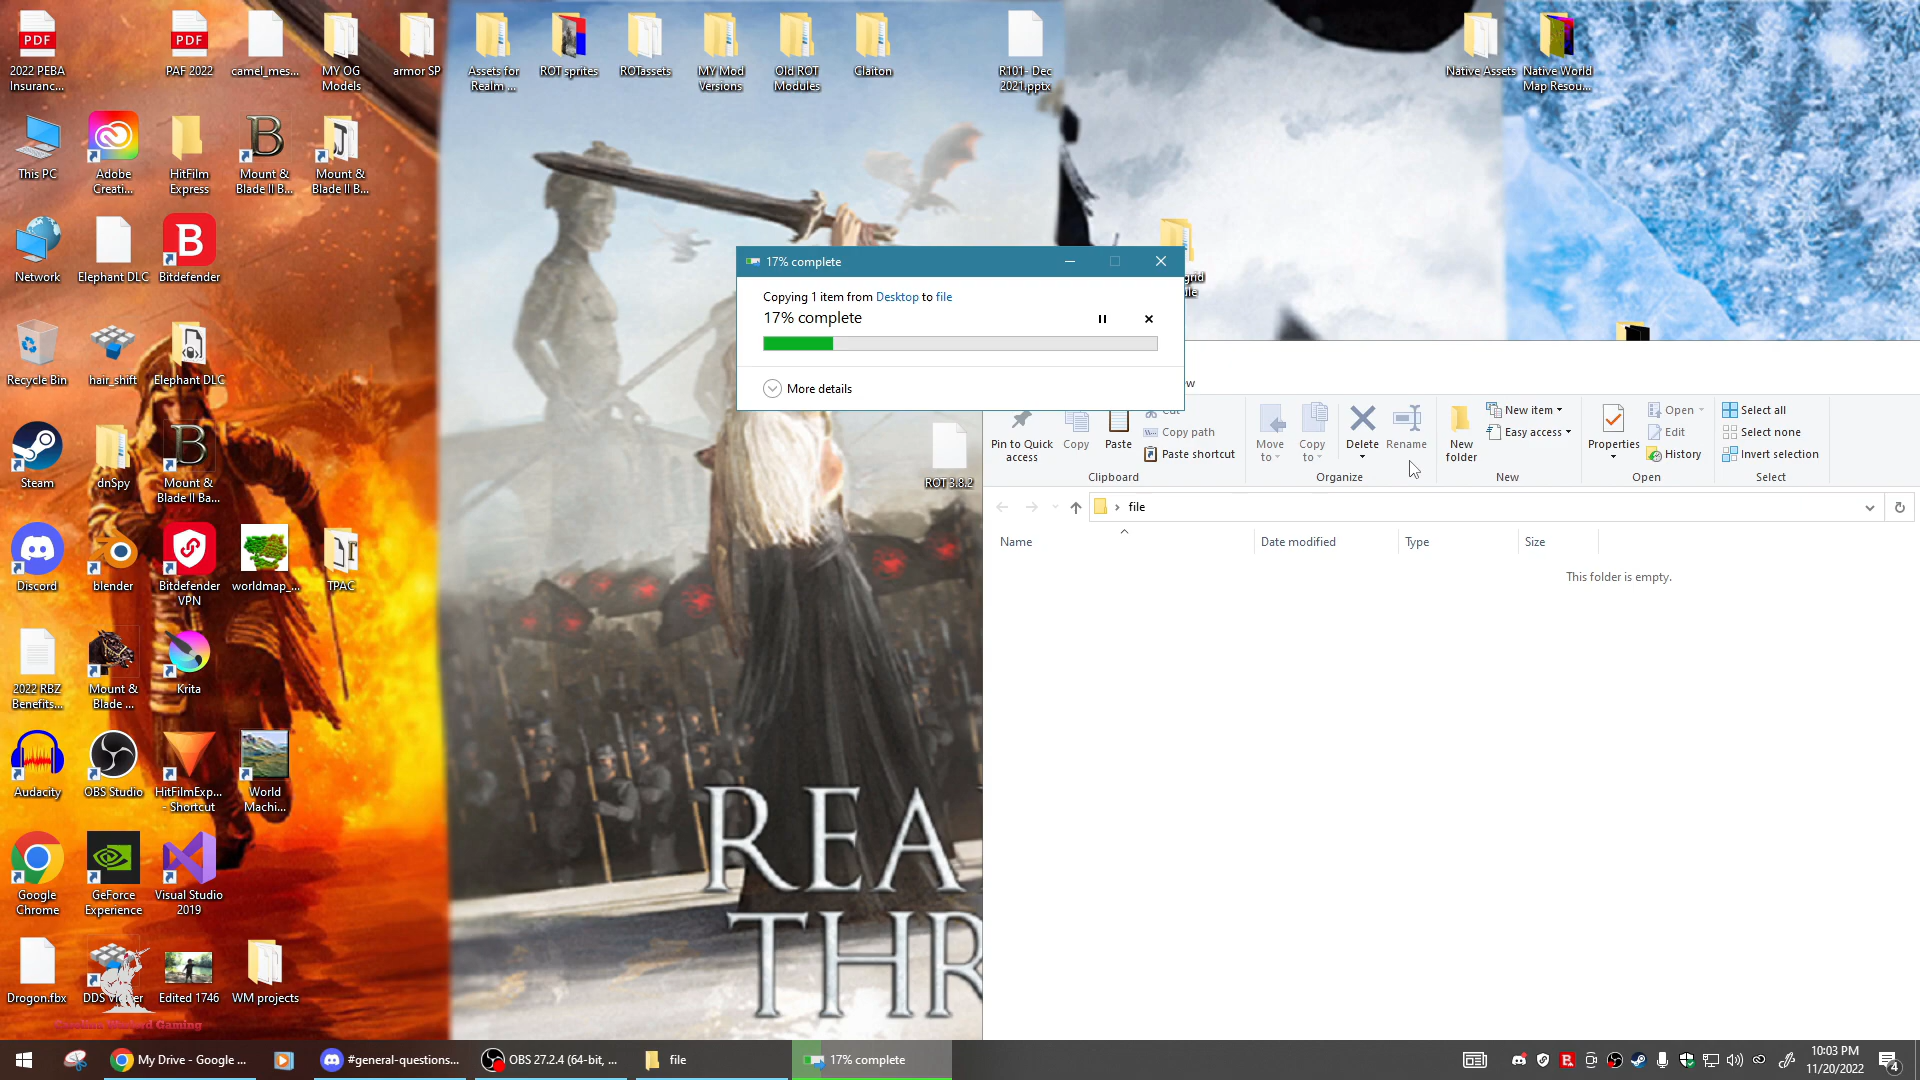 2022 PEBA
Insuranc...
PAF 2022
camel_mes...
MY OG
Models
armor SP
Assets for
Realm ...
ROT sprites
ROTassets
MY Mod
Versions
Old ROT
Modules
Claiton
R101- Dec
2021.pptx
Native Assets
Native World
Map Resou...
This PC
Adobe
Creati...
HitFilm
Express
Mount &
Blade II B...
Mount &
Blade II B...
Network
Elephant DLC
Bitdefender
Recycle Bin
hair_shift
Elephant DLC
Steam
dnSpy
Mount &
Blade II Ba...
Discord
blender
Bitdefender
VPN
worldmap_...
TPAC
2022 RBZ
Benefits...
Mount &
Blade ...
Krita
Audacity
OBS Studio
HitFilmExp...
- Shortcut
World
Machi...
Google
Chrome
GeForce
Experience
Visual Studio
2019
Drogon.fbx
Edited 1746
WM projects
ROT 3.8.2
17% complete
Copying 1 item from Desktop to file
17% complete
More details
Pin to Quick
access
Copy
Paste
Cut
Copy path
Paste shortcut
Clipboard
Move
to
Copy
to
Delete
Rename
Organize
New
folder
New item
Easy access
New
Properties
Open
Edit
History
Open
Select all
Select none
Invert selection
Select
file
Name
Date modified
Type
Size
This folder is empty.
REA
THR
My Drive - Google ...
#general-questions...
OBS 27.2.4 (64-bit, ...
file
17% complete
10:03 PM
11/20/2022
4